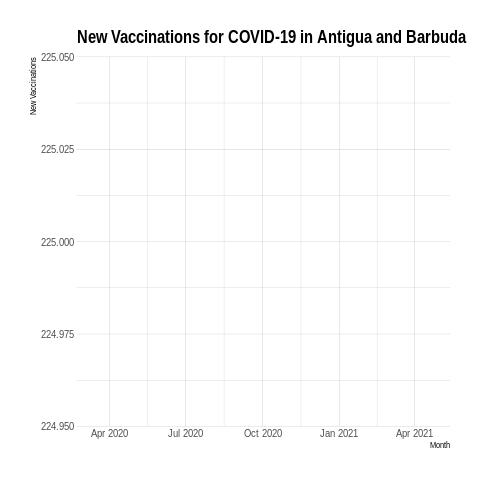 New Vaccinations for COVID-19 in Antigua and Barbuda
New Vaccinations
225.050
225.025
225.000
224.975
224.950
Apr 2020 Jul 2020 Oct 2020 Jan 2021 Apr 2021
Month